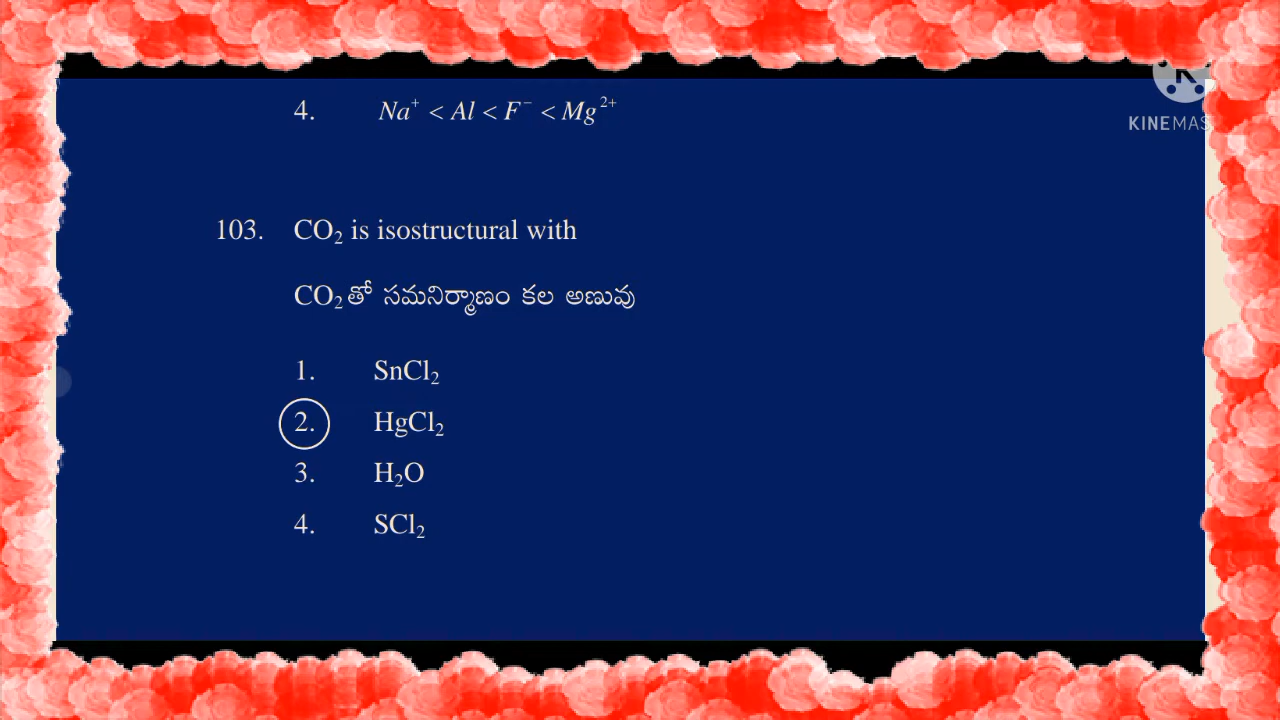 4. Na⁺ < Al < F⁻ < Mg²⁺
KINEMAS
103. CO₂ is isostructural with
CO₂తో సమనిర్మాణం కల అణువు
1. SnCl₂
2. HgCl₂
3. H₂O
4. SCl₂